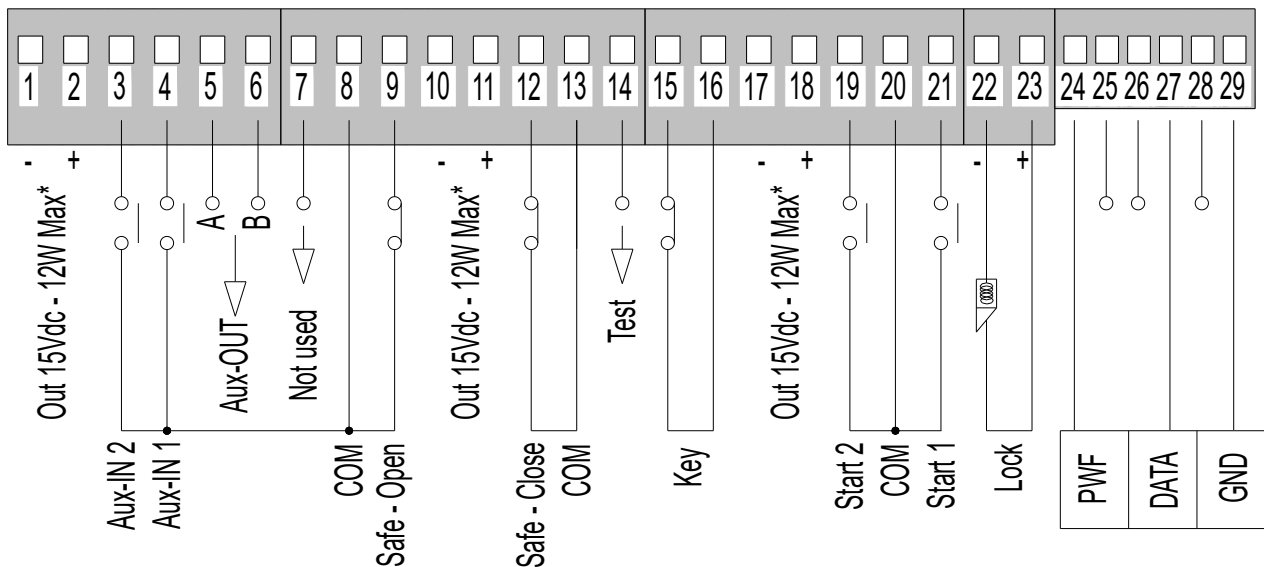 1 2 3 4 5 6 7 8 9 10 11 12 13 14 15 16 17 18 19 20 21 22 23 24 25 26 27 28 29
- + - + - + - +
Out 15Vdc - 12W Max*
A
B
Aux-OUT
Not used
Out 15Vdc - 12W Max*
Test
Out 15Vdc - 12W Max*
Aux-IN 2
Aux-IN 1
COM
Safe - Open
Safe - Close
COM
Key
Start 2
COM
Start 1
Lock
PWF
DATA
GND